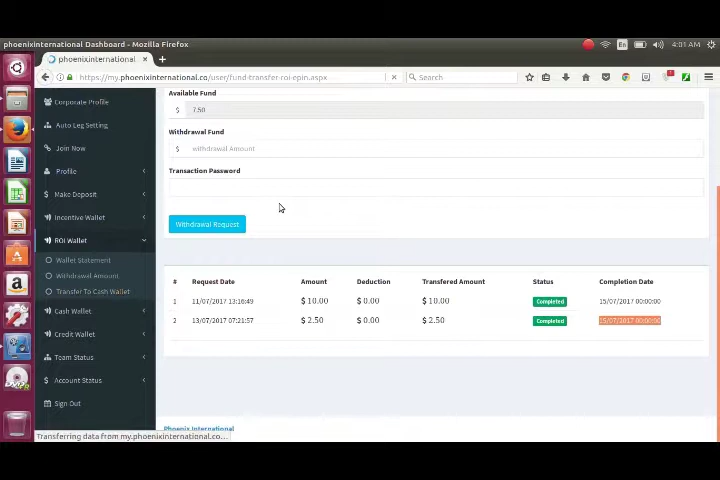 phoenixinternational Dashboard - Mozilla Firefox
En
4:01 AM
phoenixinternational
https://my.phoenixinternational.co/user/fund-transfer-roi-epin.aspx
Search
Corporate Profile
Auto Leg Setting
Join Now
Profile
Make Deposit
Incentive Wallet
ROI Wallet
Wallet Statement
Withdrawal Amount
Transfer To Cash Wallet
Cash Wallet
Credit Wallet
Team Status
Account Status
Sign Out
Available Fund
$ 7.50
Withdrawal Fund
$ withdrawal Amount
Transaction Password
Withdrawal Request
# Request Date Amount Deduction Transfered Amount Status Completion Date
1 11/07/2017 13:16:49 $ 10.00 $ 0.00 $ 10.00 Completed 15/07/2017 00:00:00
2 13/07/2017 07:21:57 $ 2.50 $ 0.00 $ 2.50 Completed 15/07/2017 00:00:00
Phoenix International
Transferring data from my.phoenixinternational.co...